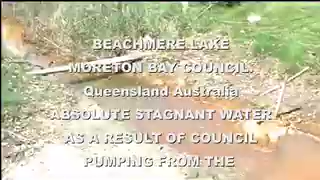 BEACHMERE LAKE
MORETON BAY COUNCIL.
Queensland Australia
ABSOLUTE STAGNANT WATER
AS A RESULT OF COUNCIL
PUMPING FROM THE